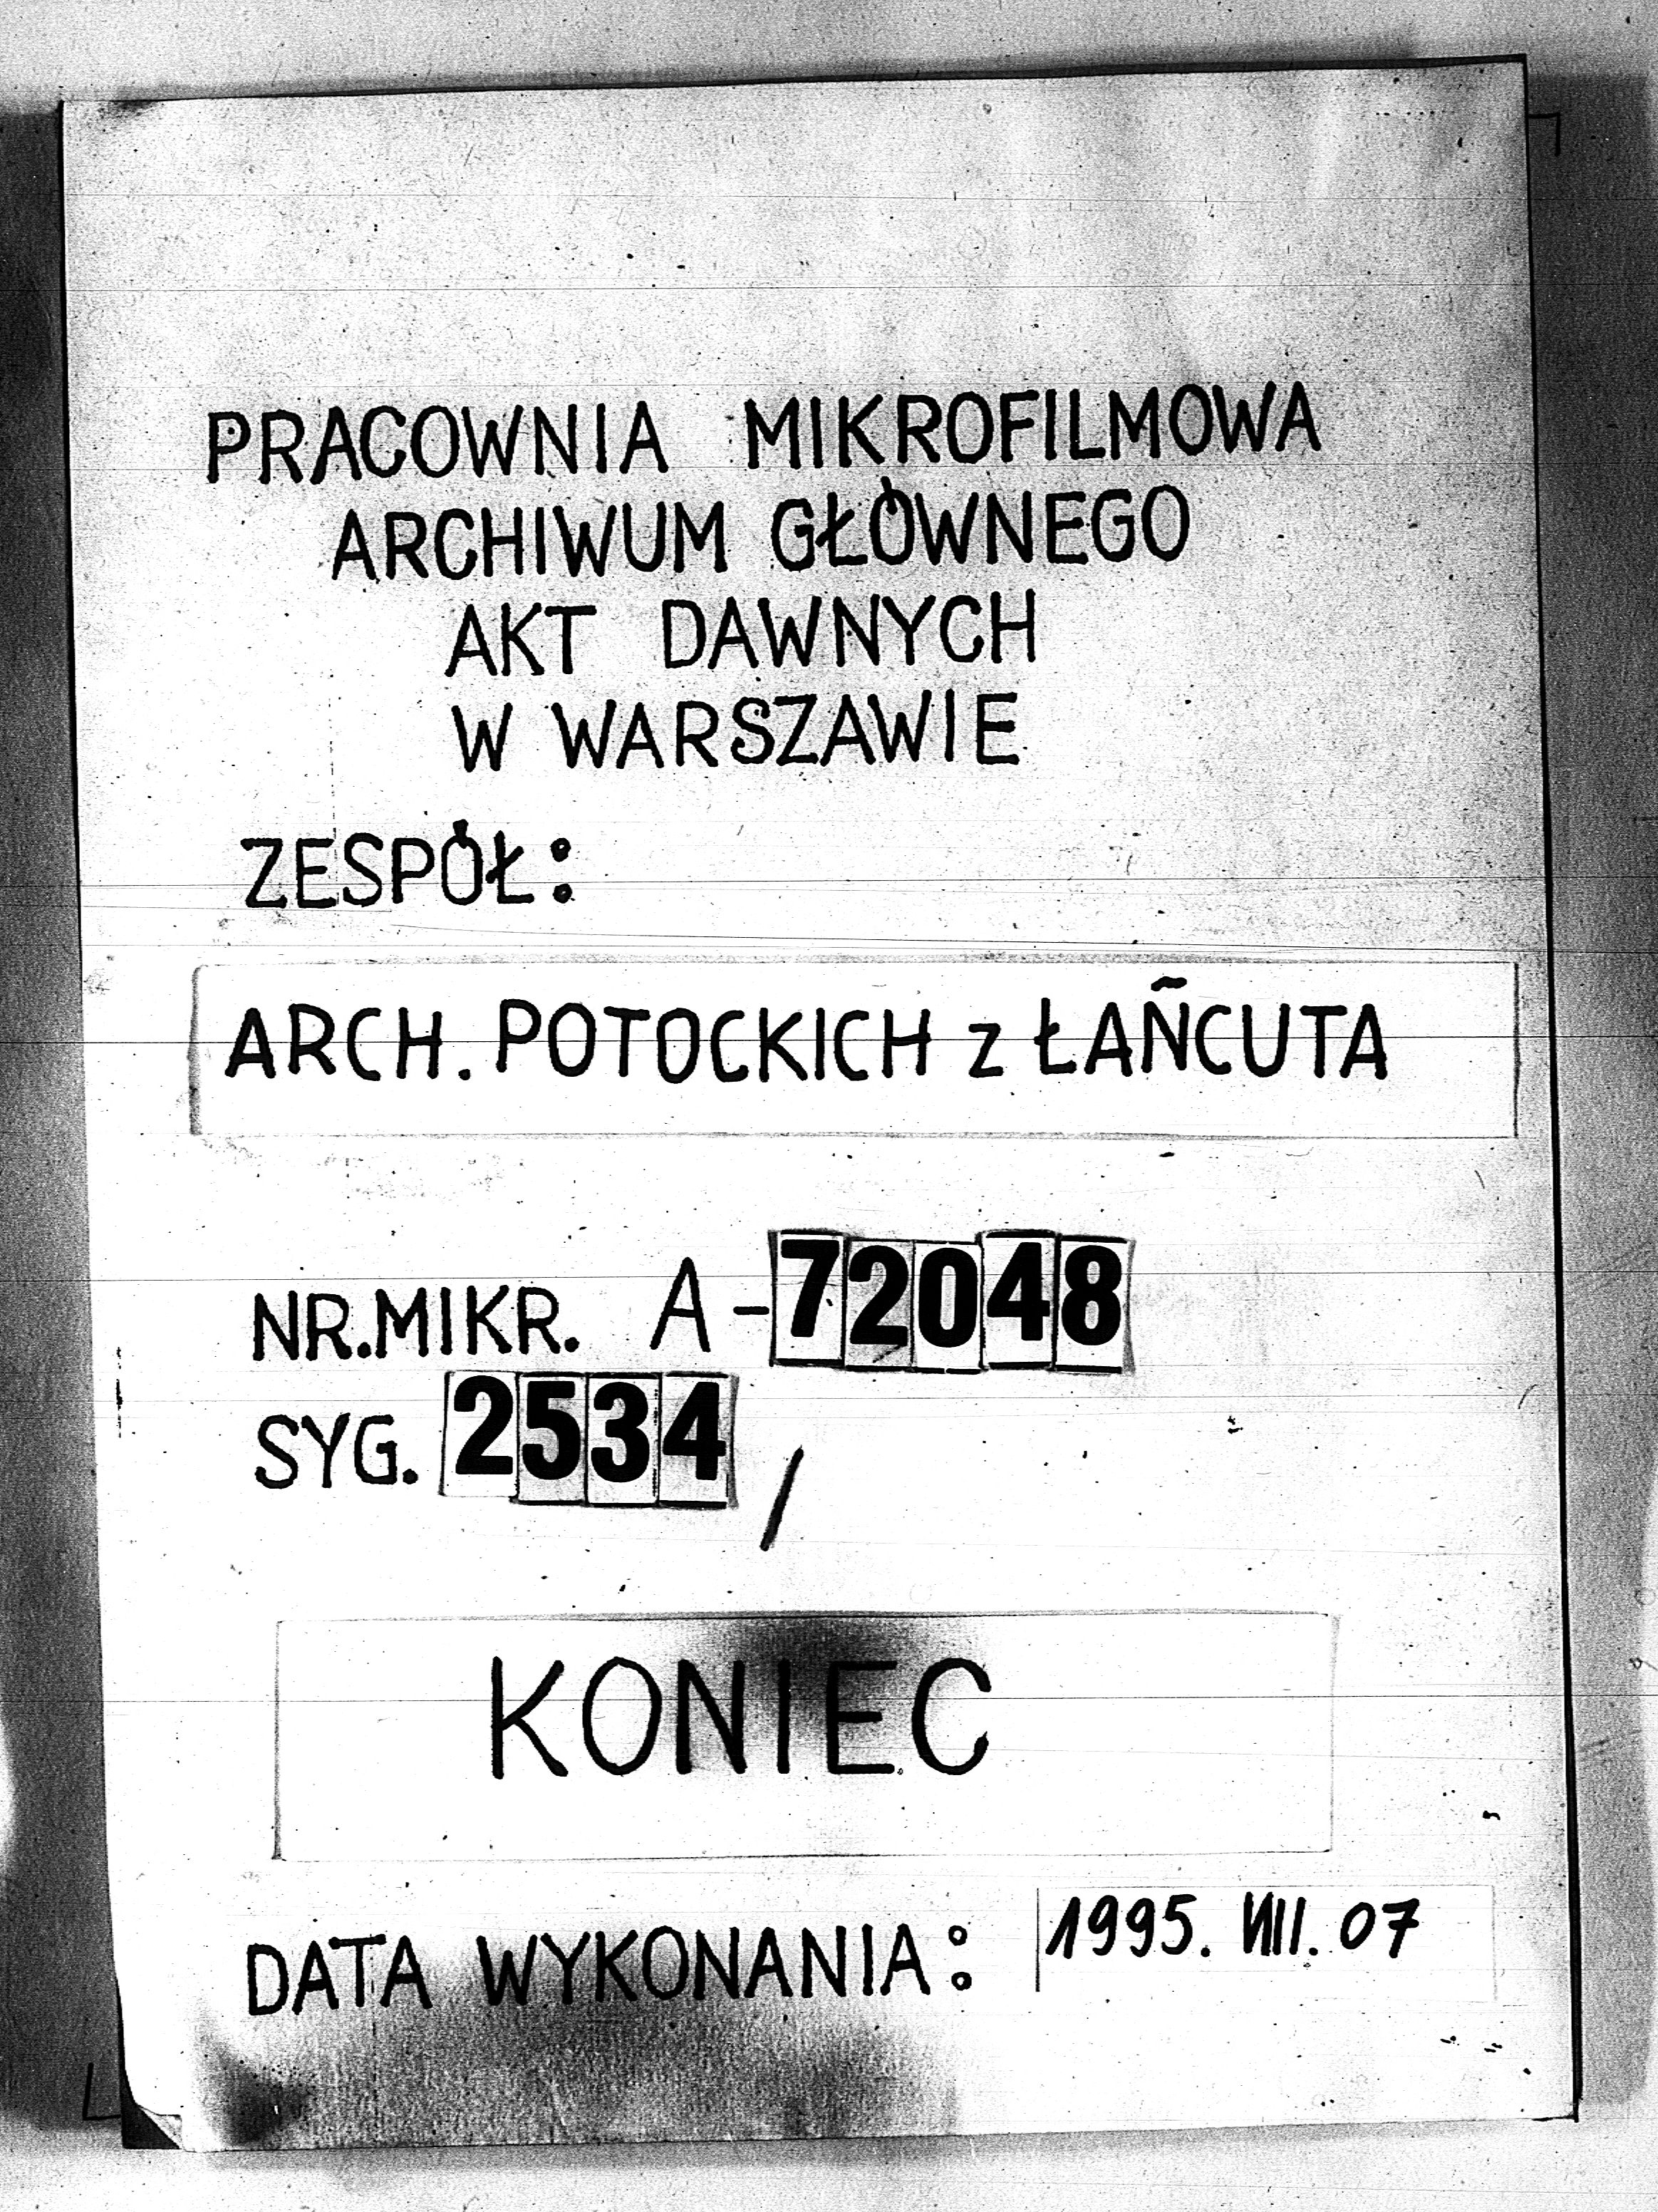 PRACOWNIA MIKROFILMOWA
ARCHIWUM GŁÓWNEGO
AKT DAWNYCH
W WARSZAWIE
ZESPÓŁ:
ARCH. POTOCKICH z ŁAŃCUTA
NR.MIKR. A-72048
SYG. 2534 /
KONIEC
DATA WYKONANIA: 1995. VIII. 07